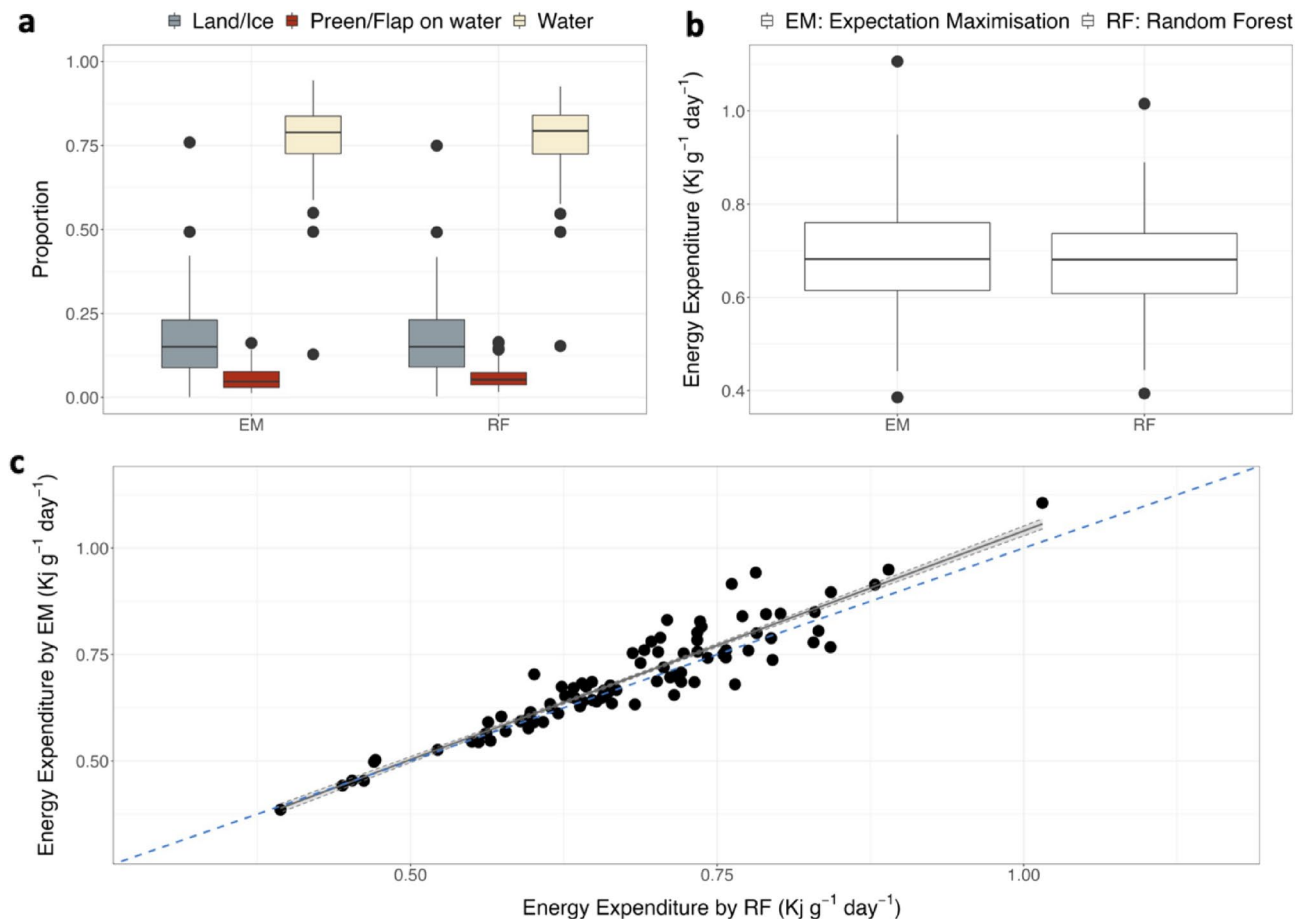 a
Land/Ice Preen/Flap on water Water
Proportion
1.00
0.75
0.50
0.25
0.00
EM RF
b
EM: Expectation Maximisation RF: Random Forest
Energy Expenditure (Kj g⁻¹ day⁻¹)
1.0
0.8
0.6
0.4
EM RF
c
Energy Expenditure by EM (Kj g⁻¹ day⁻¹)
1.00
0.75
0.50
0.50 0.75 1.00
Energy Expenditure by RF (Kj g⁻¹ day⁻¹)